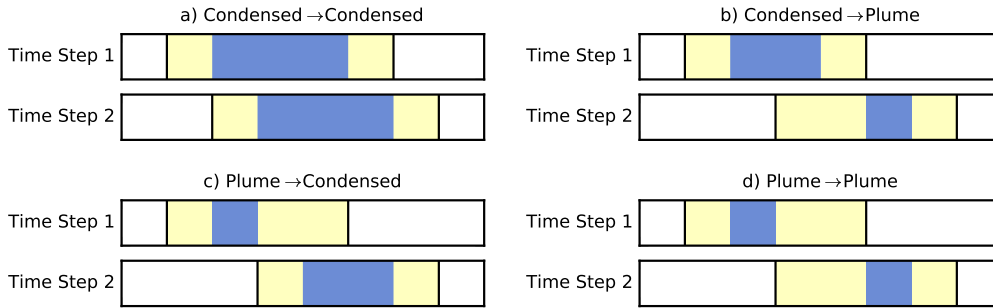 a) Condensed→Condensed
Time Step 1
Time Step 2
b) Condensed→Plume
Time Step 1
Time Step 2
c) Plume→Condensed
Time Step 1
Time Step 2
d) Plume→Plume
Time Step 1
Time Step 2